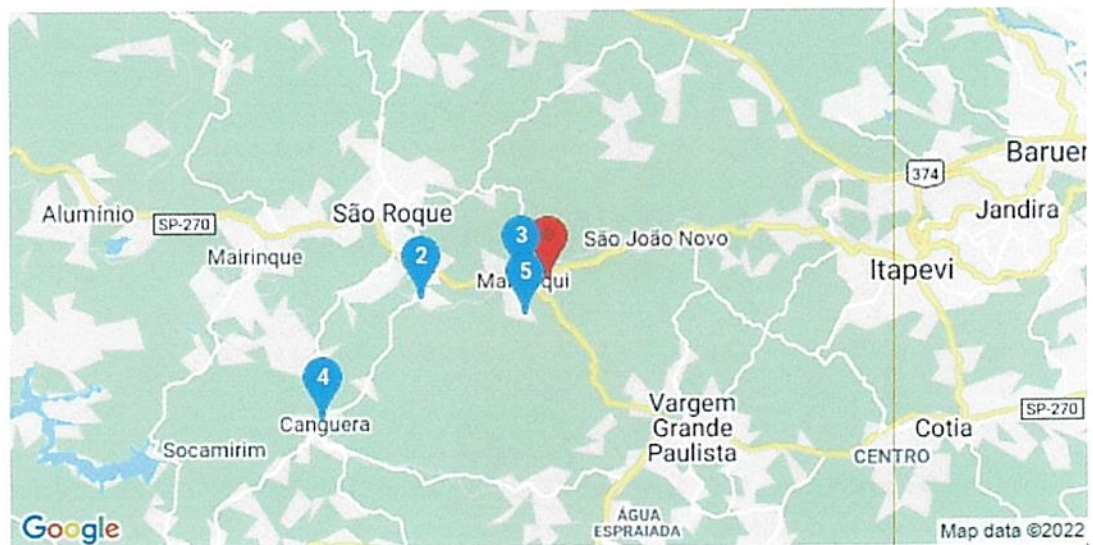 Baruer
374
Jandira
Alumínio
SP-270
São Roque
3
São João Novo
Mairinque
2
5
Itapevi
4
Canguera
Vargem
Grande
Paulista
SP-270
Cotia
Socamirim
CENTRO
ÁGUA
ESPRAIADA
Google
Map data ©2022